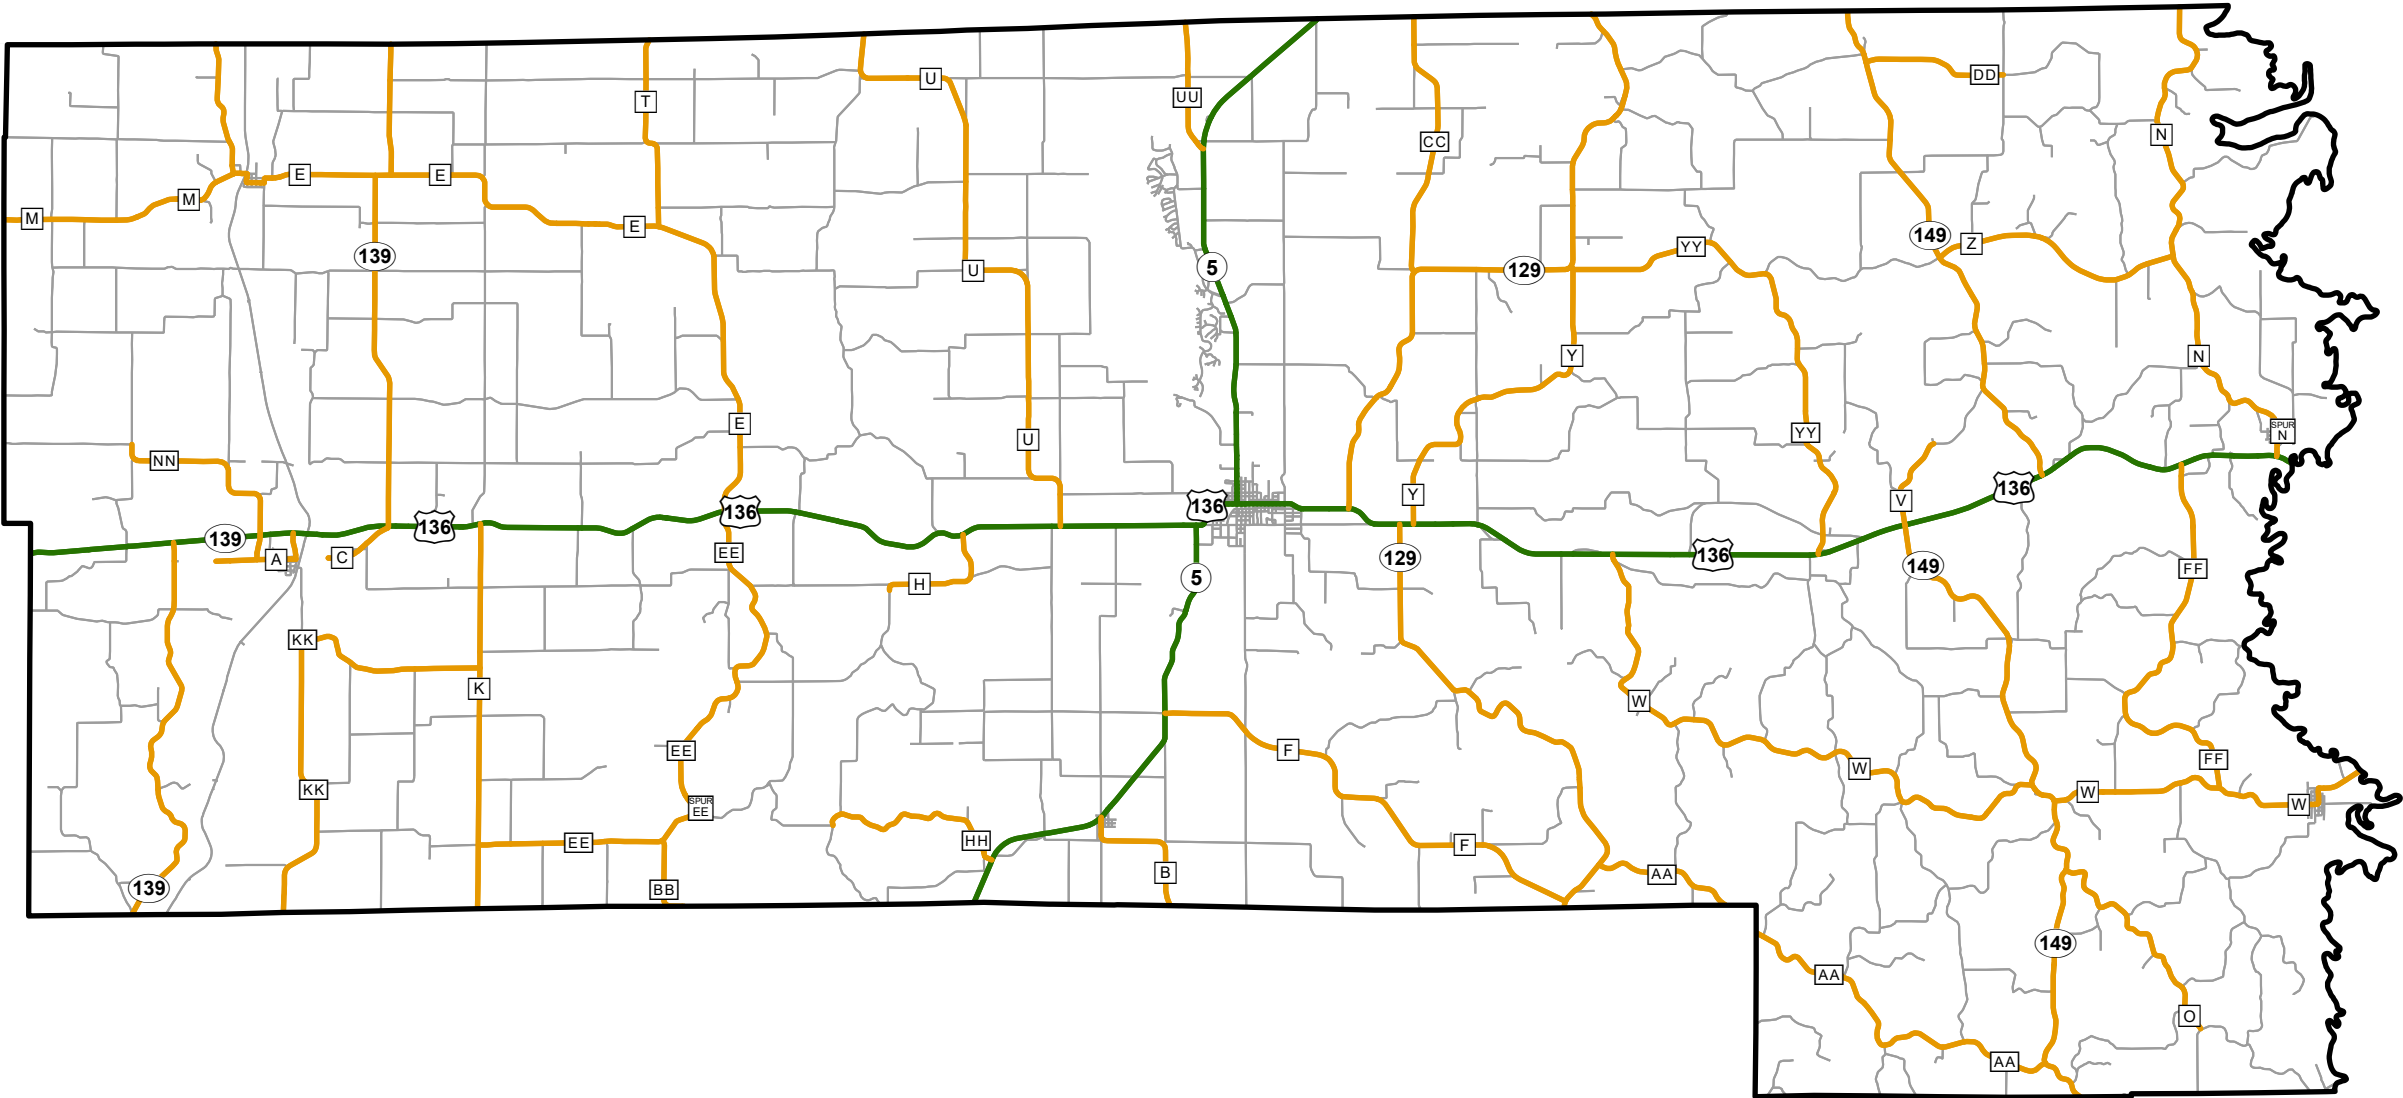 DD
U
UU
T
N
CC
E
E
M
M
E
149
Z
YY
139
5
U
129
Y
N
E
YY
SPUR
N
U
NN
136
Y
V
136
136
136
139
EE
136
A
C
129
149
FF
5
H
KK
K
W
F
EE
FF
W
KK
W
W
SPUR
EE
HH
EE
F
B
AA
139
BB
149
AA
O
AA